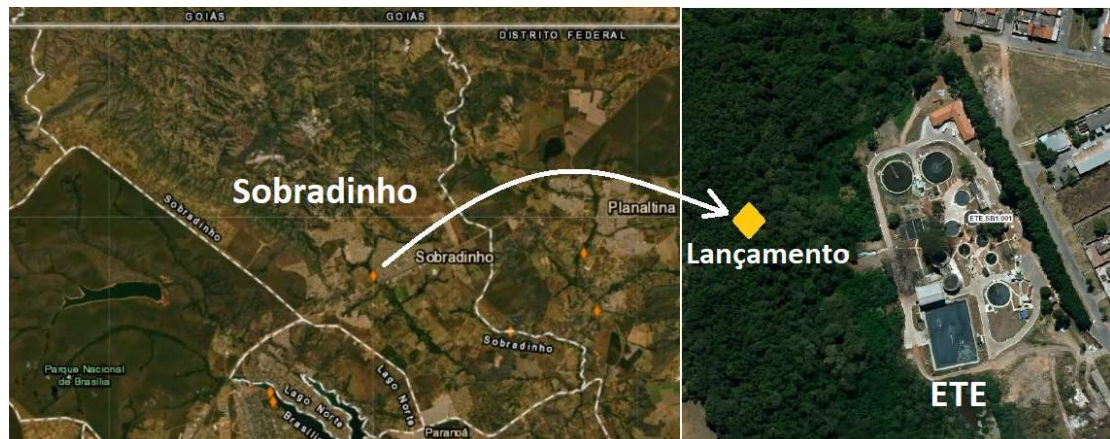 GOIÁS
GOIÁS
DISTRITO FEDERAL
Sobradinho
Sobradinho
Planaltina
Sobradinho
Sobradinho
Parque Nacional
de Brasília
Lago Norte
Lago Norte
Paranoá
Lançamento
ETE.SB1.001
ETE